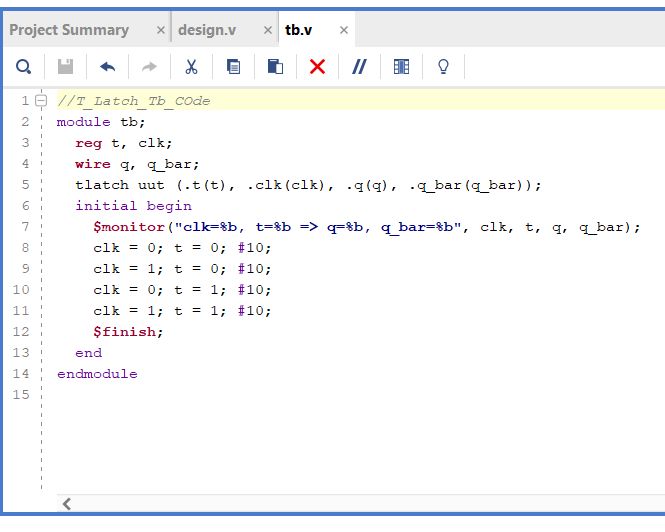 Project Summary × design.v × tb.v ×
1 //T_Latch_Tb_COde
2 module tb;
3 reg t, clk;
4 wire q, q_bar;
5 tlatch uut (.t(t), .clk(clk), .q(q), .q_bar(q_bar));
6 initial begin
7 $monitor("clk=%b, t=%b => q=%b, q_bar=%b", clk, t, q, q_bar);
8 clk = 0; t = 0; #10;
9 clk = 1; t = 0; #10;
10 clk = 0; t = 1; #10;
11 clk = 1; t = 1; #10;
12 $finish;
13 end
14 endmodule
15